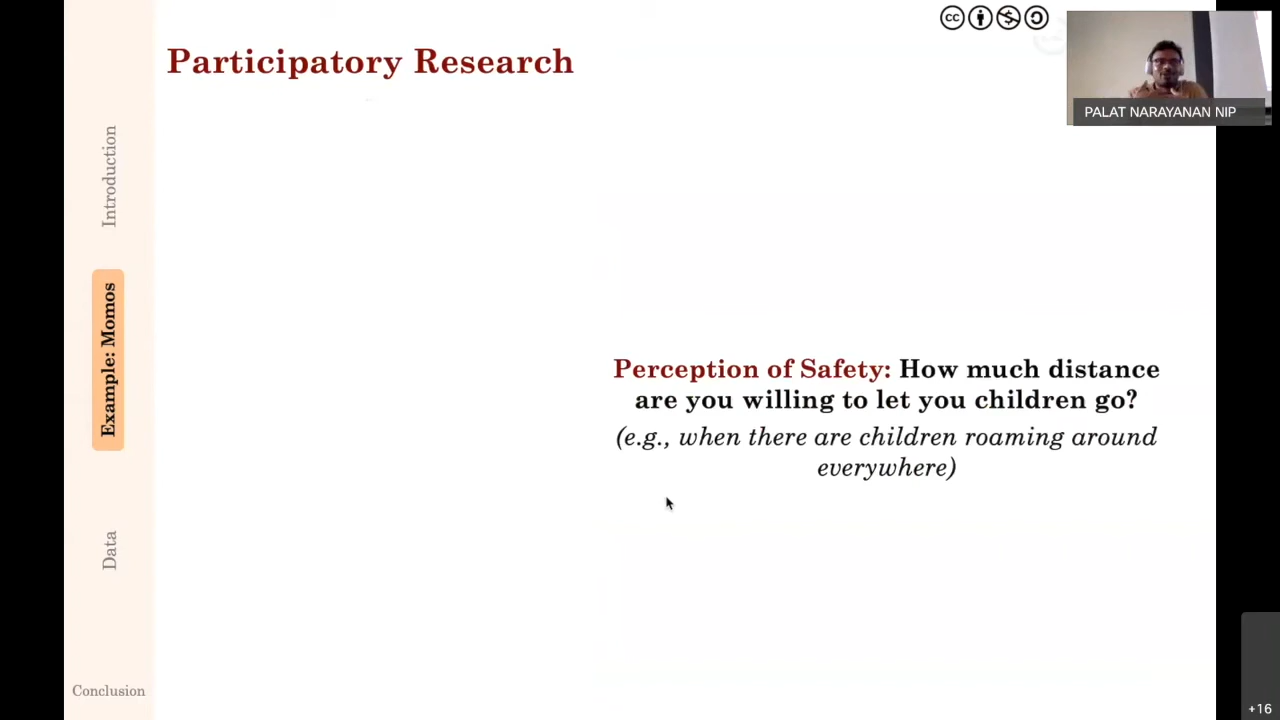 Participatory Research
PALAT NARAYANAN NIP
Introduction
Example: Momos
Data
Conclusion
Perception of Safety: How much distance
are you willing to let you children go?
(e.g., when there are children roaming around
everywhere)
cc
+16